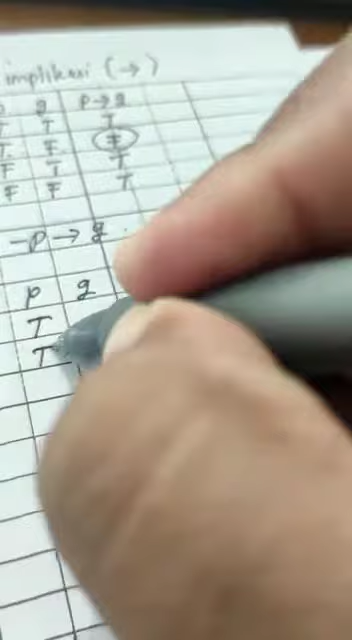 implikasi (→)
p q p → q
T T T
T F F
F T T
F F T
¬p → q
p q
T
T